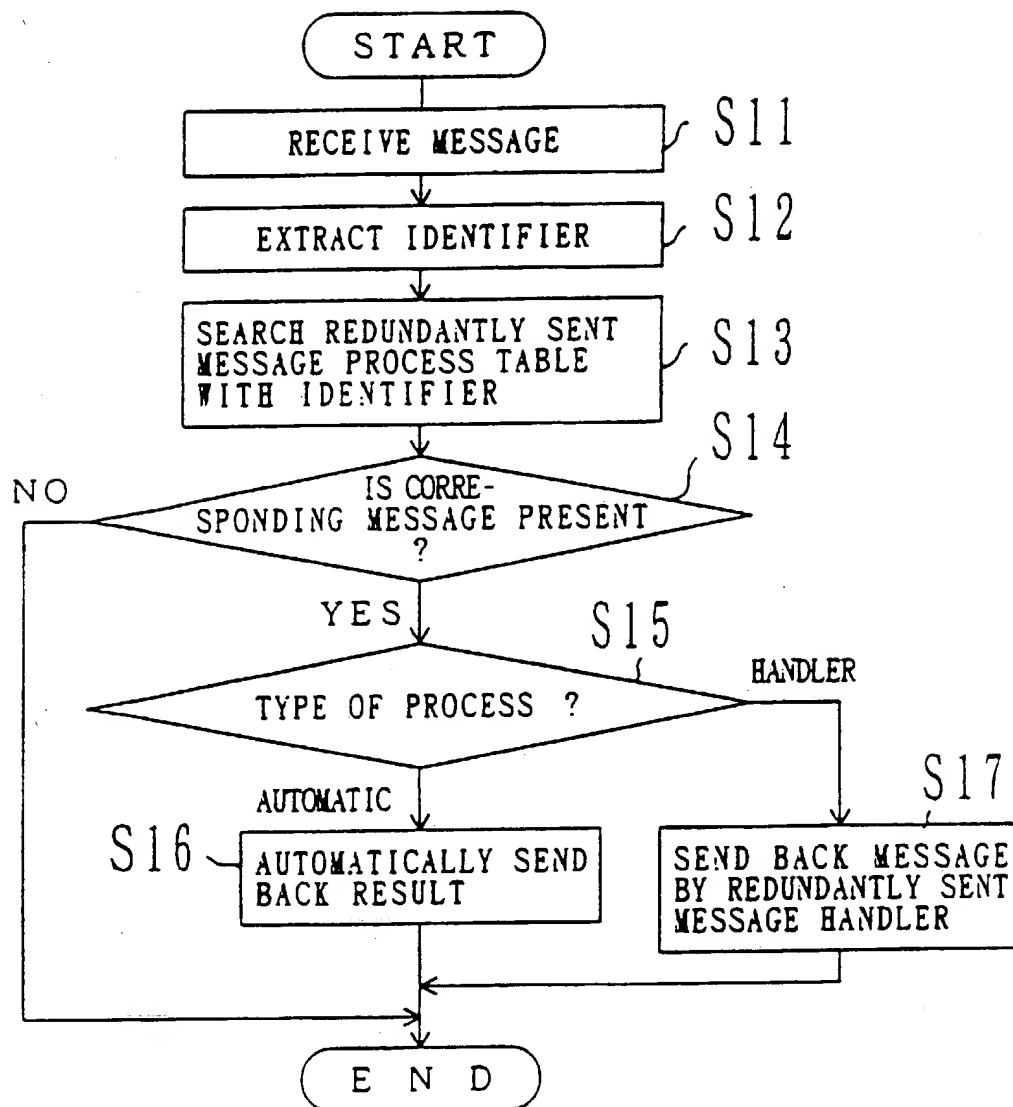 START
RECEIVE MESSAGE
S11
EXTRACT IDENTIFIER
S12
SEARCH REDUNDANTLY SENT
MESSAGE PROCESS TABLE
WITH IDENTIFIER
S13
S14
NO
IS CORRE-
SPONDING MESSAGE PRESENT
?
YES
S15
TYPE OF PROCESS ?
HANDLER
AUTOMATIC
S16
AUTOMATICALLY SEND
BACK RESULT
S17
SEND BACK MESSAGE
BY REDUNDANTLY SENT
MESSAGE HANDLER
END